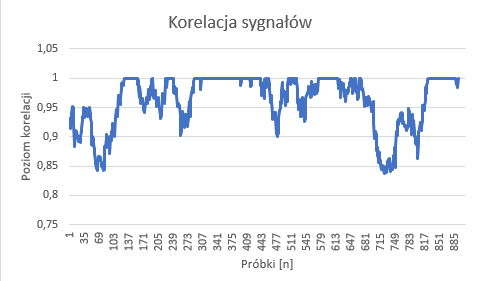 Korelacja sygnałów
1,05
1
0,95
0,9
0,85
0,8
0,75
Poziom korelacji
1 35 69 103 137 171 205 239 273 307 341 375 409 443 477 511 545 579 613 647 681 715 749 783 817 851 885
Próbki [n]